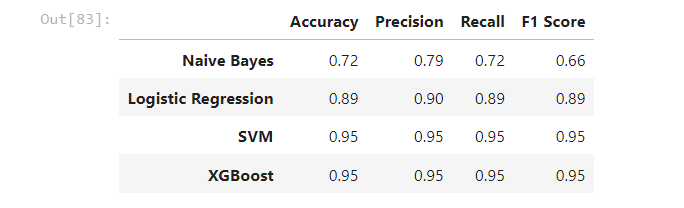 Out[83]:
Accuracy Precision Recall F1 Score
Naive Bayes 0.72 0.79 0.72 0.66
Logistic Regression 0.89 0.90 0.89 0.89
SVM 0.95 0.95 0.95 0.95
XGBoost 0.95 0.95 0.95 0.95